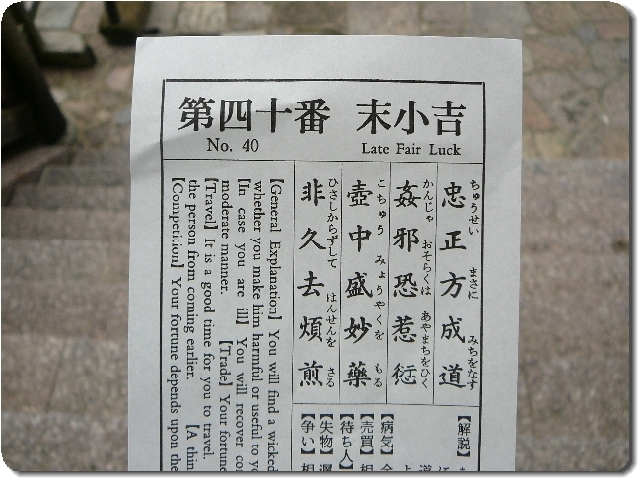 第四十番 末小吉
No. 40 Late Fair Luck
ちゅうせい まさに みちをなす
忠正方成道
かんじゃ おそらくは あやまちをひく
姦邪恐惹衍
こちゅう みょうやくを もる
壺中盛妙藥
ひさしからずして はんせんを さる
非久去煩煎
【解説】
【病気】
【売買】相
【待ち人】
【失物】遅
【争い】相
【General Explanation】 You will find a wicked
whether you make him harmful or useful to
【In case you are ill】 You will recover
moderate manner. 【Trade】 Your fortune
【Travel】 It is a good time for you to travel.
the person from coming earlier. 【A
【Competition】 Your fortune depends upon the